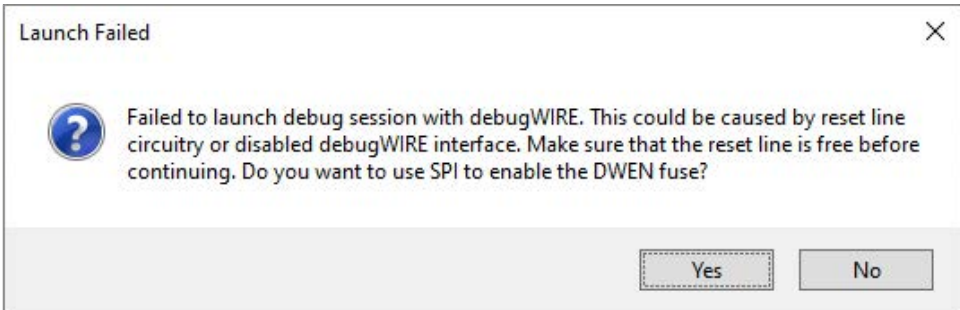 Launch Failed
Failed to launch debug session with debugWIRE. This could be caused by reset line
circuitry or disabled debugWIRE interface. Make sure that the reset line is free before
continuing. Do you want to use SPI to enable the DWEN fuse?
Yes
No